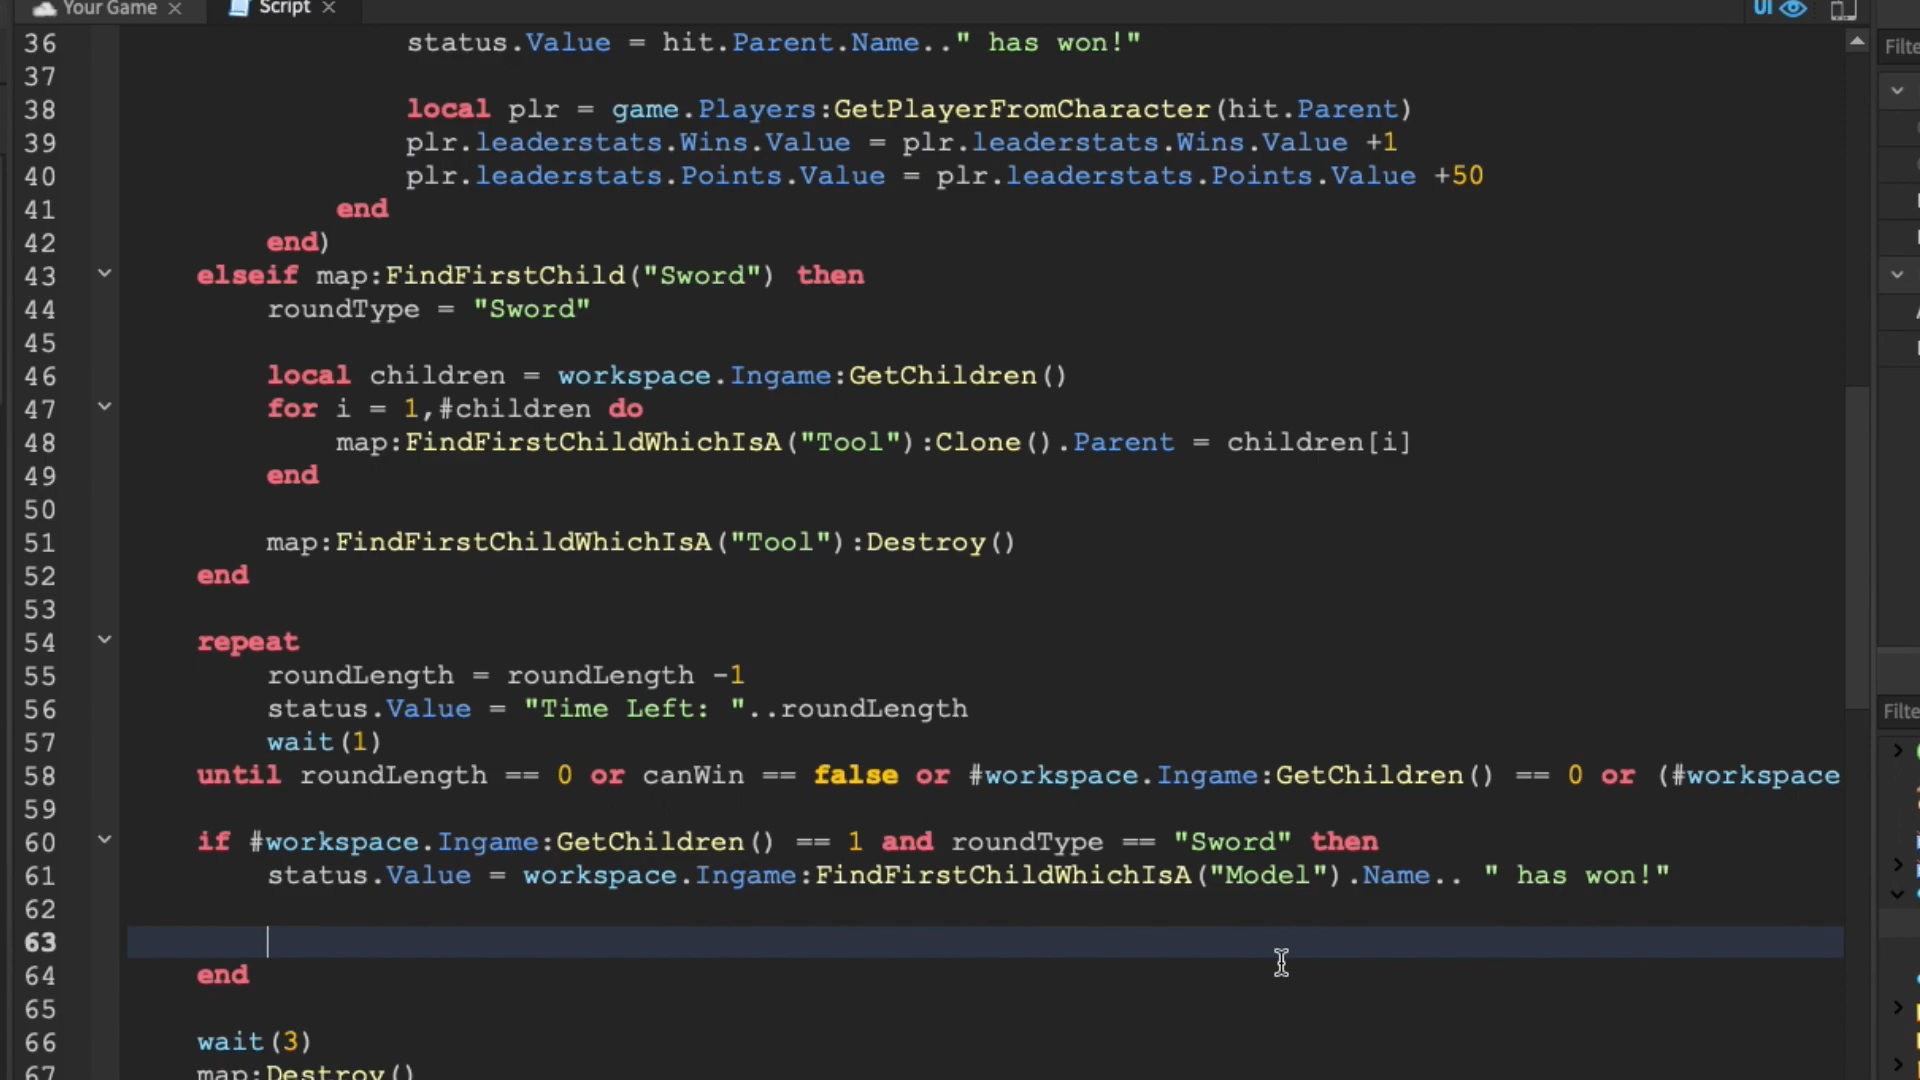 Your Game
Script
UI
36 status.Value = hit.Parent.Name.." has won!"
37
38 local plr = game.Players:GetPlayerFromCharacter(hit.Parent)
39 plr.leaderstats.Wins.Value = plr.leaderstats.Wins.Value +1
40 plr.leaderstats.Points.Value = plr.leaderstats.Points.Value +50
41 end
42 end)
43 elseif map:FindFirstChild("Sword") then
44 roundType = "Sword"
45
46 local children = workspace.Ingame:GetChildren()
47 for i = 1,#children do
48 map:FindFirstChildWhichIsA("Tool"):Clone().Parent = children[i]
49 end
50
51 map:FindFirstChildWhichIsA("Tool"):Destroy()
52 end
53
54 repeat
55 roundLength = roundLength -1
56 status.Value = "Time Left: "..roundLength
57 wait(1)
58 until roundLength == 0 or canWin == false or #workspace.Ingame:GetChildren() == 0 or (#workspace
59
60 if #workspace.Ingame:GetChildren() == 1 and roundType == "Sword" then
61 status.Value = workspace.Ingame:FindFirstChildWhichIsA("Model").Name.. " has won!"
62
63
64 end
65
66 wait(3)
67 map:Destroy()
Filte
Filte